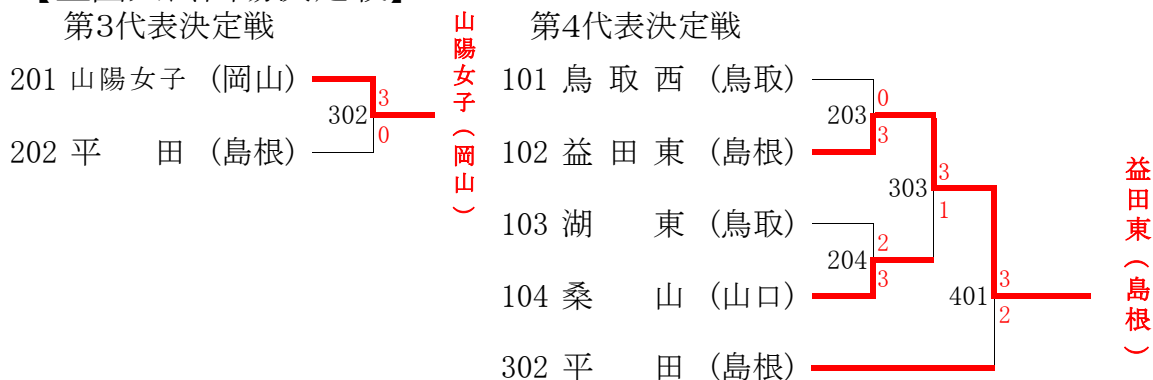 第3代表決定戦
201 山陽女子 (岡山)
302
3
0
202 平 田 (島根)
山陽女子(岡山)
第4代表決定戦
101 鳥取西 (鳥取)
203
0
3
102 益田東 (島根)
303
3
1
103 湖 東 (鳥取)
204
2
3
104 桑 山 (山口)
401
3
2
302 平 田 (島根)
益田東(島根)